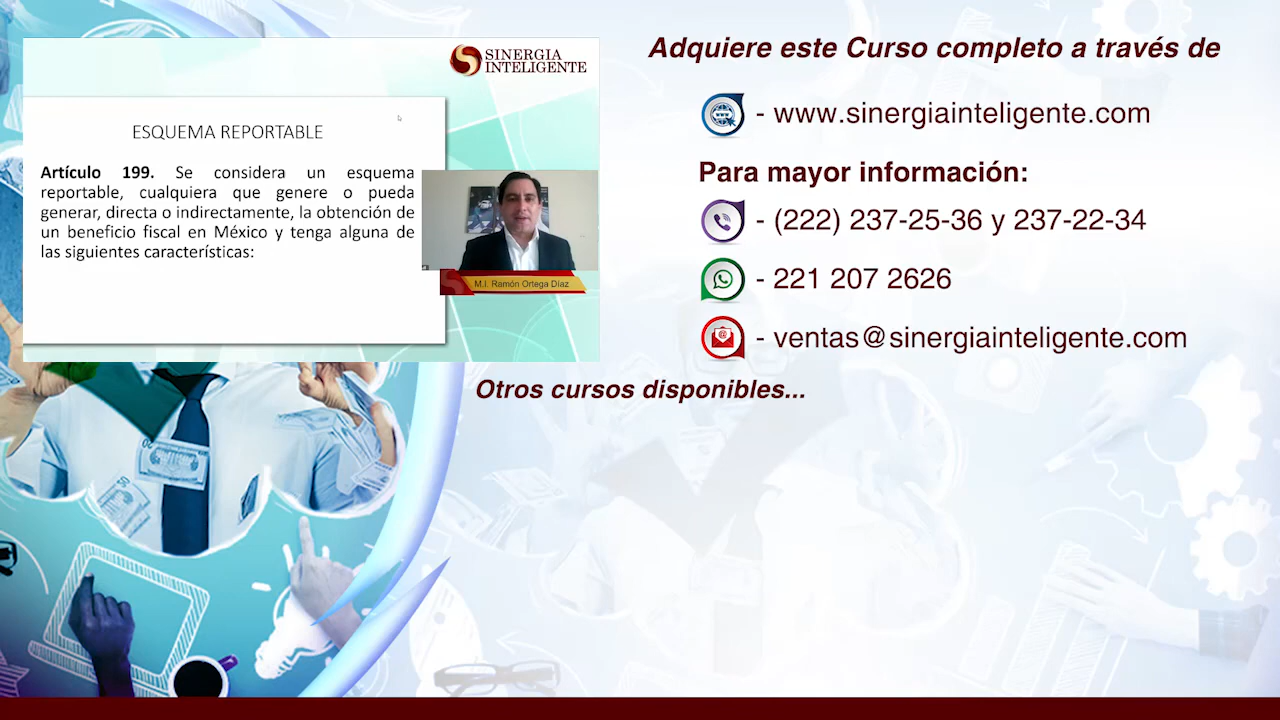 SINERGIA
INTELIGENTE
ESQUEMA REPORTABLE
Artículo 199. Se considera un esquema
reportable, cualquiera que genere o pueda
generar, directa o indirectamente, la obtención de
un beneficio fiscal en México y tenga alguna de
las siguientes características:
M.I. Ramón Ortega Díaz
Adquiere este Curso completo a través de
WWW
- www.sinergiainteligente.com
Para mayor información:
- (222) 237-25-36 y 237-22-34
- 221 207 2626
@
- ventas@sinergiainteligente.com
Otros cursos disponibles...